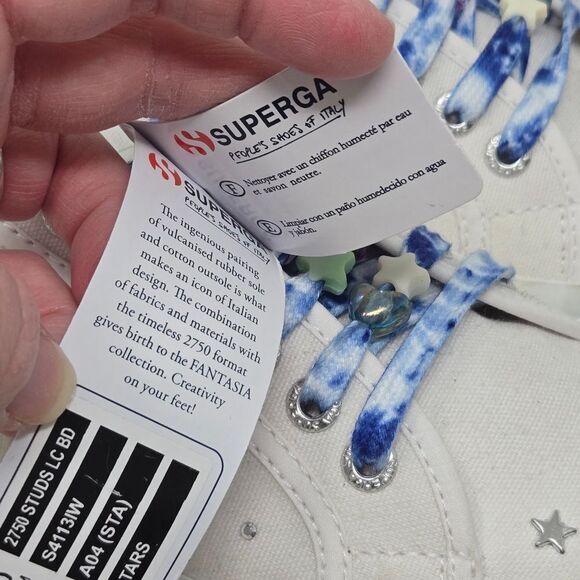 SUPERGA
PEOPLE'S SHOES OF ITALY
F Nettoyer avec un chiffon humecté par eau
et savon neutre.
E Limpiar con un paño humedecido con agua
y jabón.
SUPERGA
PEOPLE'S SHOES OF ITALY
The ingenious pairing
of vulcanised rubber sole
and cotton outsole is what
makes an icon of Italian
design. The combination
of fabrics and materials with
the timeless 2750 format
gives birth to the FANTASIA
collection. Creativity
on your feet!
2750 STUDS LC BD
S4113IW
A04 (STA)
TARS